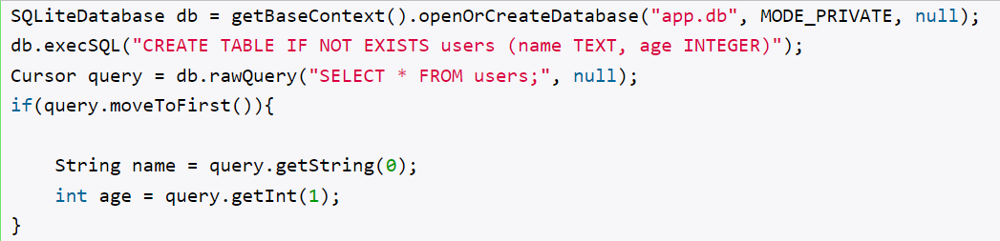 SQLiteDatabase db = getBaseContext().openOrCreateDatabase("app.db", MODE_PRIVATE, null);
db.execSQL("CREATE TABLE IF NOT EXISTS users (name TEXT, age INTEGER)");
Cursor query = db.rawQuery("SELECT * FROM users;", null);
if(query.moveToFirst()){
    String name = query.getString(0);
    int age = query.getInt(1);
}